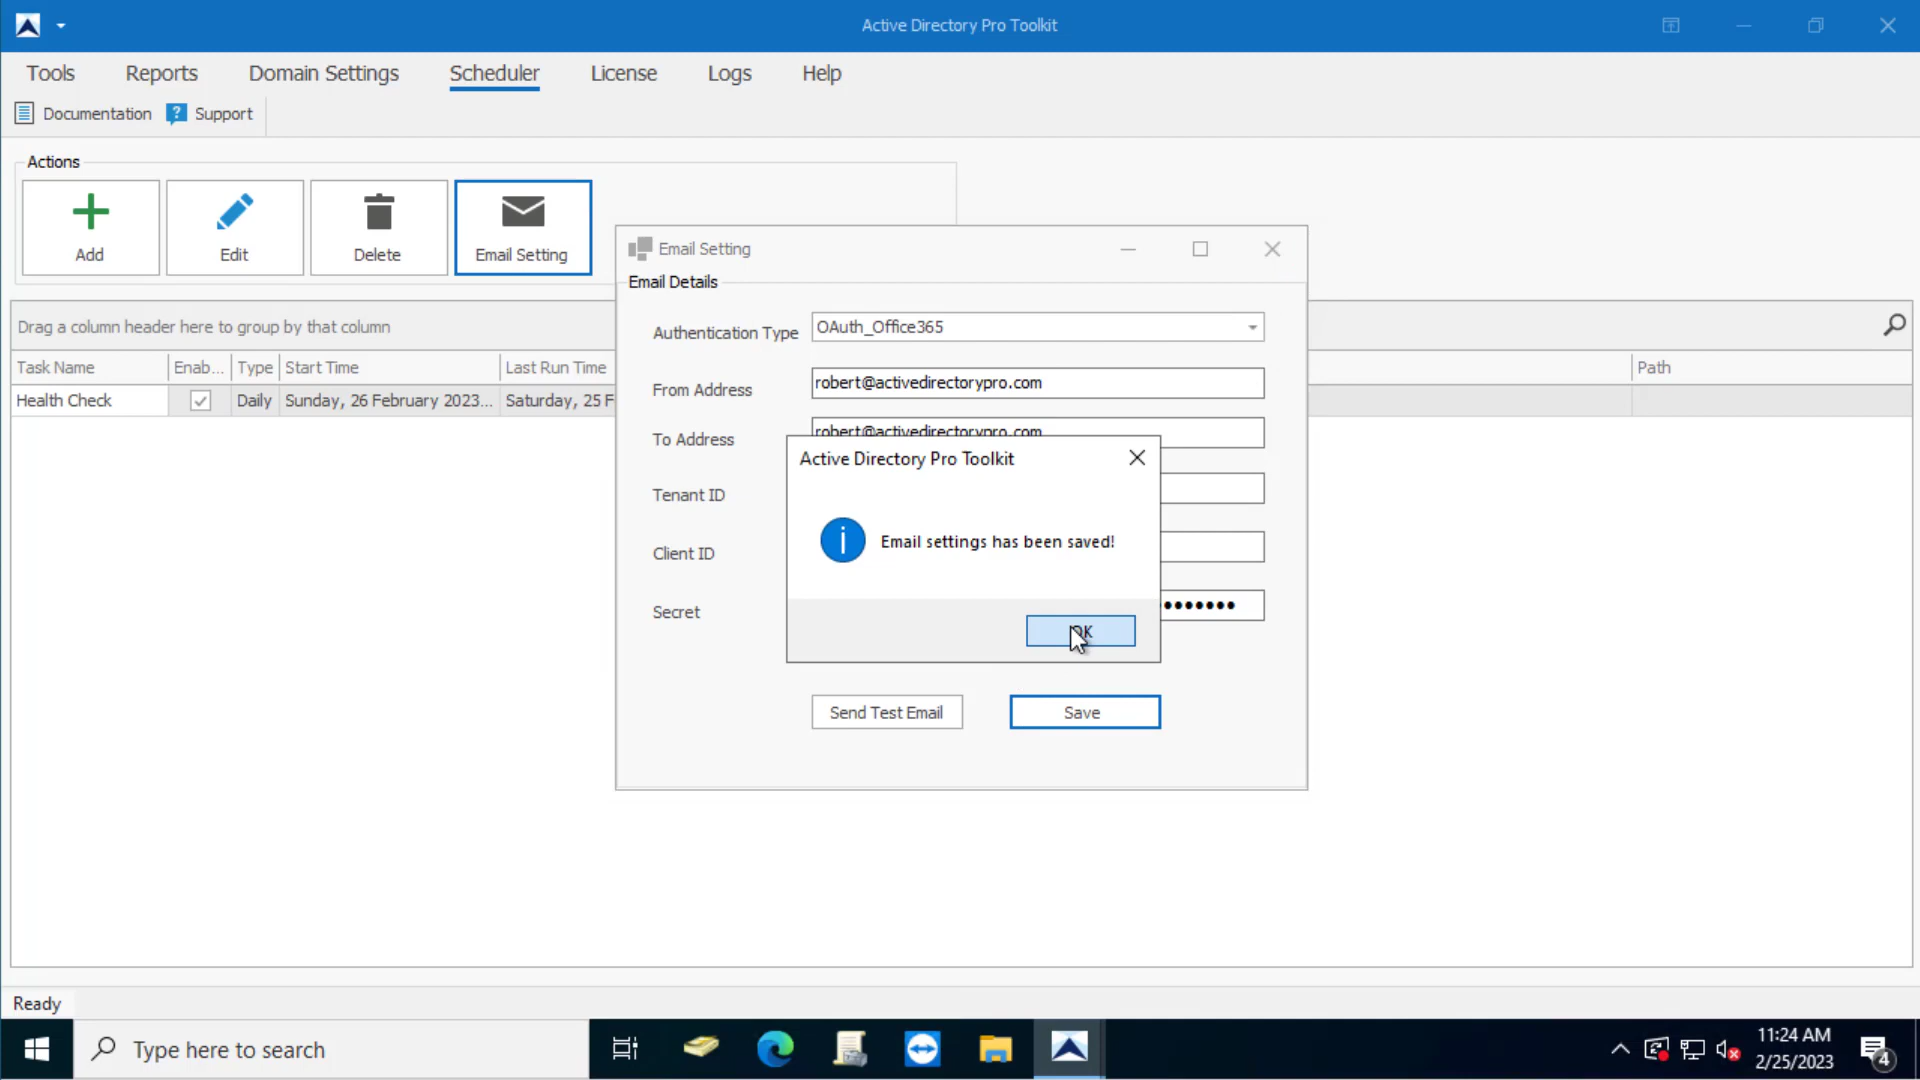 Active Directory Pro Toolkit
Tools Reports Domain Settings Scheduler License Logs Help
Documentation ? Support
Actions
Add Edit Delete Email Setting
Email Setting
Email Details
Drag a column header here to group by that column
Task Name Enab... Type Start Time Last Run Time Path
Health Check Daily Sunday, 26 February 2023... Saturday, 25 F
Authentication Type OAuth_Office365
From Address robert@activedirectorypro.com
To Address robert@activedirectorypro.com
Tenant ID
Client ID
Secret
Active Directory Pro Toolkit
i Email settings has been saved!
OK
Send Test Email Save
Ready
Type here to search
11:24 AM
2/25/2023
4